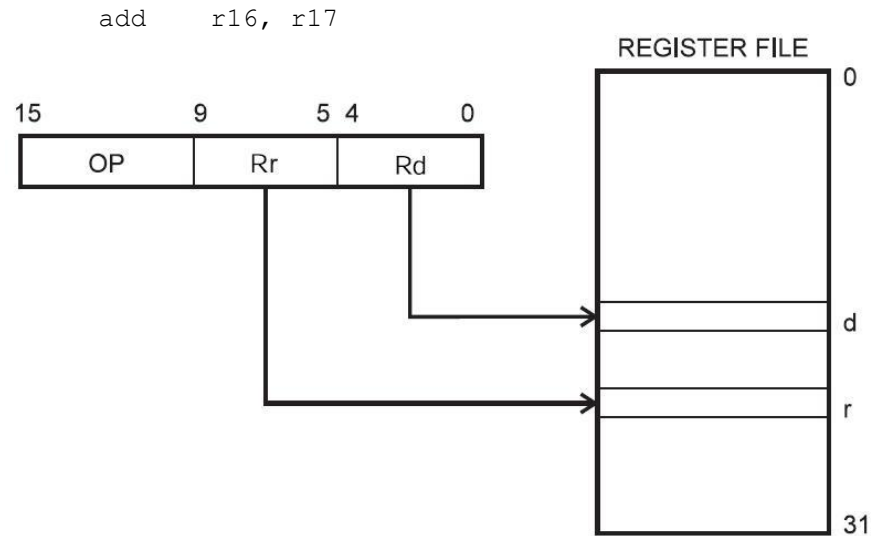 add r16, r17
REGISTER FILE
0
15 9 5 4 0
OP Rr Rd
d
r
31